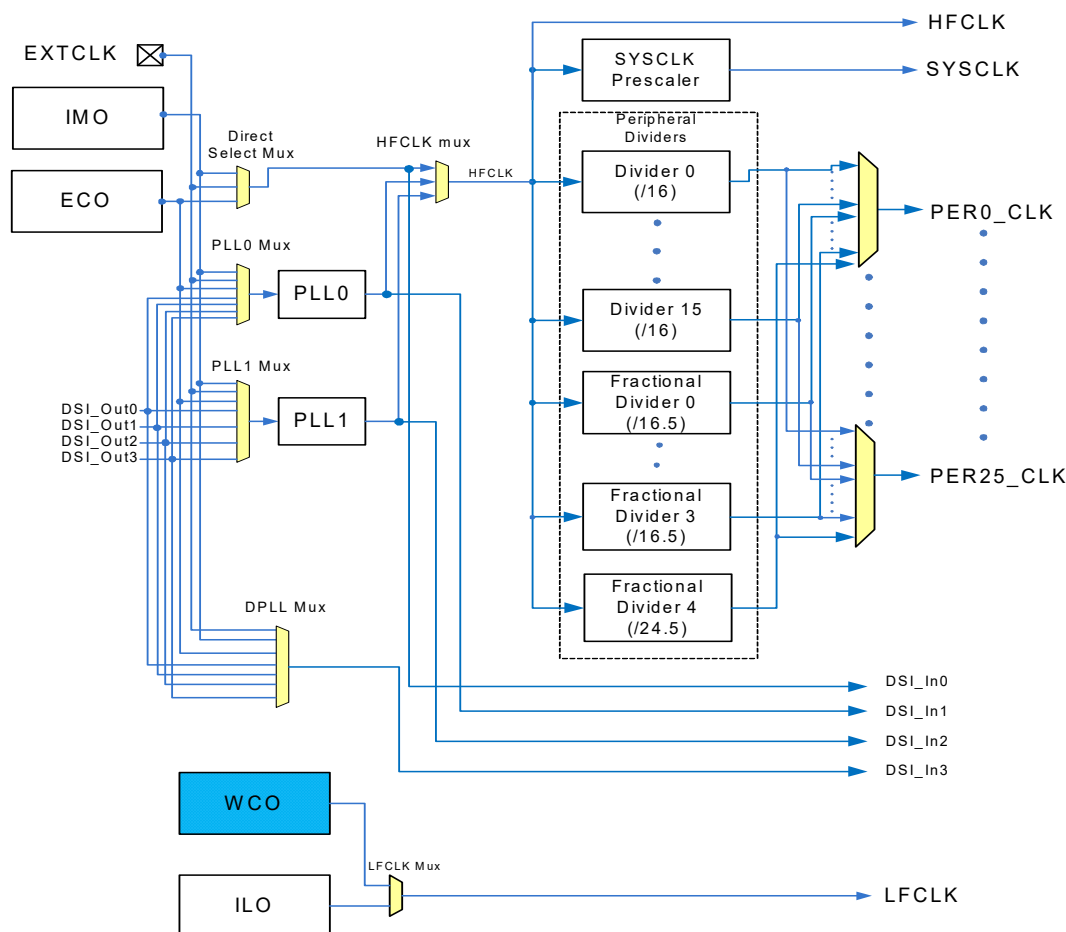 EXTCLK
IMO
ECO
Direct
Select Mux
HFCLK mux
HFCLK
PLL0 Mux
PLL0
PLL1 Mux
PLL1
DSI_Out0
DSI_Out1
DSI_Out2
DSI_Out3
DPLL Mux
HFCLK
SYSCLK
Prescaler
SYSCLK
Peripheral
Dividers
Divider 0
(/16)
Divider 15
(/16)
Fractional
Divider 0
(/16.5)
Fractional
Divider 3
(/16.5)
Fractional
Divider 4
(/24.5)
PER0_CLK
PER25_CLK
DSI_In0
DSI_In1
DSI_In2
DSI_In3
WCO
LFCLK Mux
ILO
LFCLK